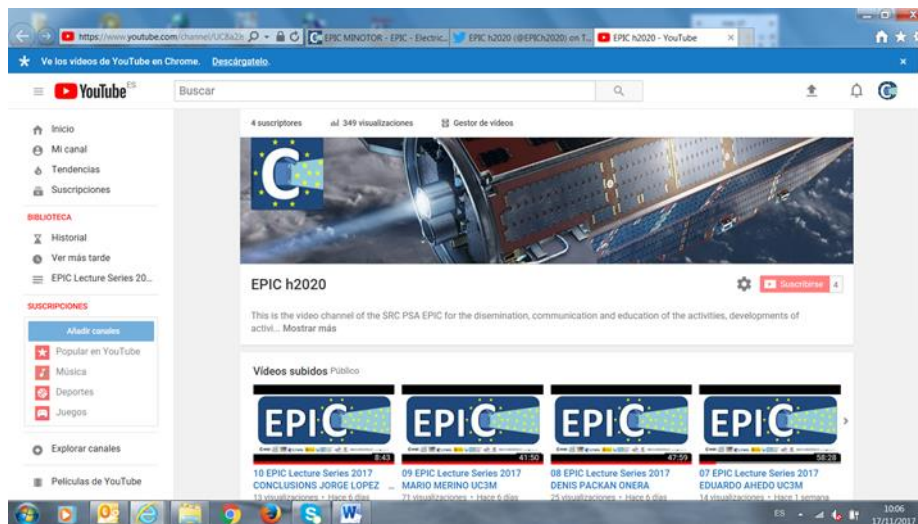 https://www.youtube.com/channel/UC8a2
EPIC MINOTOR - EPIC - Electric...
EPIC h2020 (@EPICh2020) on T...
EPIC h2020 - YouTube
Ve los vídeos de YouTube en Chrome. Descárgatelo.
YouTube ES
Buscar
Inicio
Mi canal
Tendencias
Suscripciones
BIBLIOTECA
Historial
Ver más tarde
EPIC Lecture Series 20...
SUSCRIPCIONES
Añadir canales
Popular en YouTube
Música
Deportes
Juegos
Explorar canales
Películas de YouTube
4 suscriptores
349 visualizaciones
Gestor de vídeos
C
EPIC h2020
Suscribirse 4
This is the video channel of the SRC PSA EPIC for the disemination, communication and education of the activities, developments of
activi... Mostrar más
Vídeos subidos Público
EPIC
8:43
10 EPIC Lecture Series 2017
CONCLUSIONS JORGE LOPEZ ...
13 visualizaciones • Hace 6 días
EPIC
41:50
09 EPIC Lecture Series 2017
MARIO MERINO UC3M
71 visualizaciones • Hace 6 días
EPIC
47:59
08 EPIC Lecture Series 2017
DENIS PACKAN ONERA
25 visualizaciones • Hace 6 días
EPIC
58:28
07 EPIC Lecture Series 2017
EDUARDO AHEDO UC3M
14 visualizaciones • Hace 1 semana
ES
10:06
17/11/2017